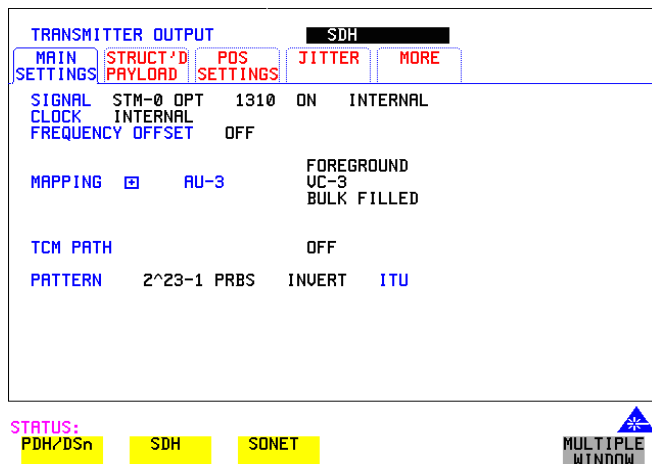 TRANSMITTER OUTPUT SDH
MAIN SETTINGS STRUCT'D PAYLOAD POS SETTINGS JITTER MORE
SIGNAL STM-0 OPT 1310 ON INTERNAL
CLOCK INTERNAL
FREQUENCY OFFSET OFF
FOREGROUND
MAPPING + AU-3 VC-3
BULK FILLED
TCM PATH OFF
PATTERN 2^23-1 PRBS INVERT ITU
STATUS:
PDH/DSn SDH SONET MULTIPLE WINDOW